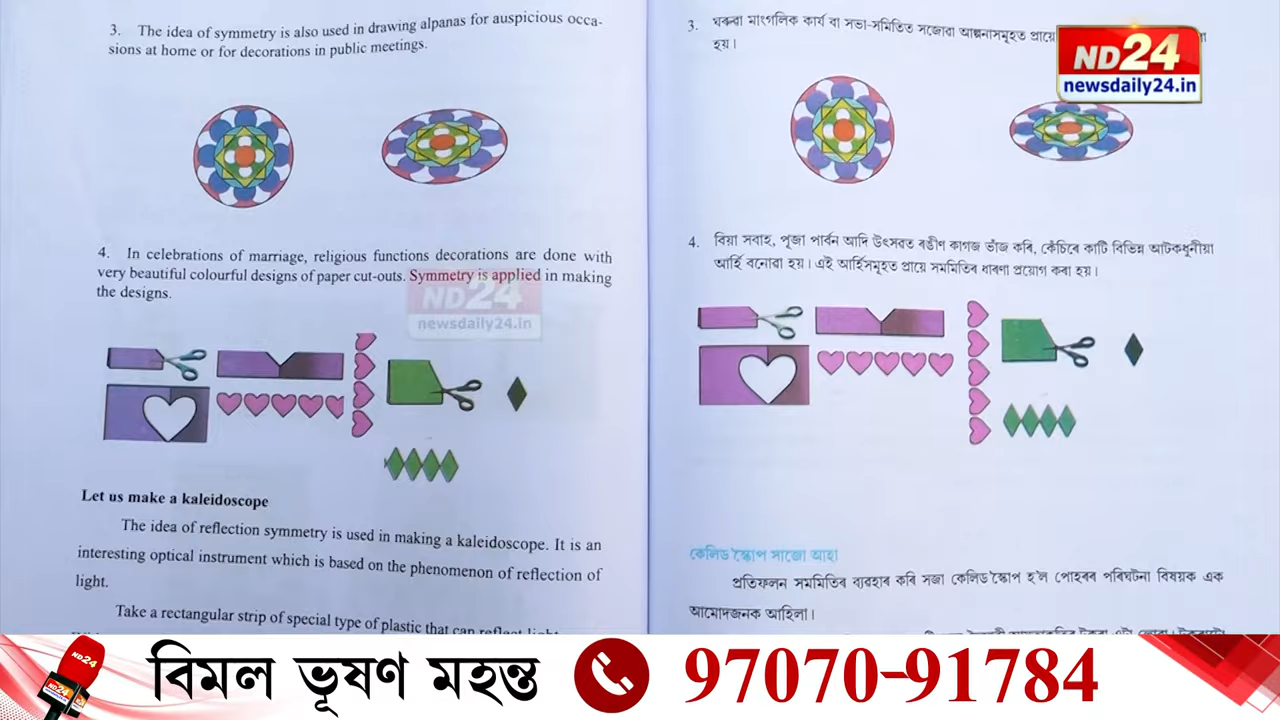 3. The idea of symmetry is also used in drawing alpanas for auspicious occa-
sions at home or for decorations in public meetings.
4. In celebrations of marriage, religious functions decorations are done with
very beautiful colourful designs of paper cut-outs. Symmetry is applied in making
the designs.
ND24
newsdaily24.in
Let us make a kaleidoscope
The idea of reflection symmetry is used in making a kaleidoscope. It is an
interesting optical instrument which is based on the phenomenon of reflection of
light.
Take a rectangular strip of special type of plastic that can reflect
3. ঘৰুৱা মাংগলিক কাৰ্য বা সভা-সমিতিত সজোৱা আল্পনাসমূহত প্ৰায়ে
হয়।
ND24
newsdaily24.in
4. বিয়া সবাহ, পূজা পাৰ্বন আদি উৎসৱত ৰঙীণ কাগজ ভাঁজ কৰি, কেঁচিৰে কাটি বিভিন্ন আটকধুনীয়া
আৰ্হি বনোৱা হয়। এই আৰ্হিসমূহত প্ৰায়ে সমমিতিৰ ধাৰণা প্ৰয়োগ কৰা হয়।
কেলিড'স্কোপ সাজো আহা
প্ৰতিফলন সমমিতিৰ ব্যৱহাৰ কৰি সজা কেলিড'স্কোপ হ'ল পোহৰৰ পৰিঘটনা বিষয়ক এক
আমোদজনক আহিলা।
ND24
ND24
বিমল ভূষণ মহন্ত 97070-91784